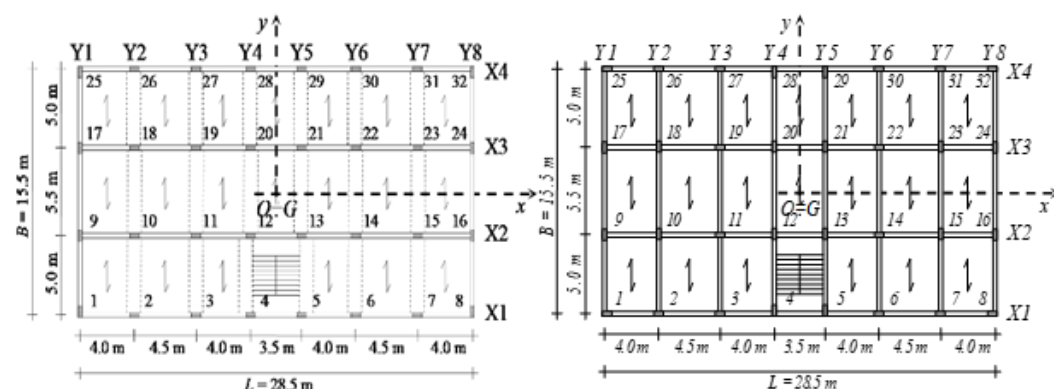 y
Y1 Y2 Y3 Y4 Y5 Y6 Y7 Y8
25 26 27 28 29 30 31 32 X4
17 18 19 20 21 22 23 24 X3
x
O=G
9 10 11 12 13 14 15 16 X2
1 2 3 4 5 6 7 8 X1
5.0 m
5.5 m
5.0 m
B = 15.5 m
4.0 m 4.5 m 4.0 m 3.5 m 4.0 m 4.5 m 4.0 m
L = 28.5 m
y
Y1 Y2 Y3 Y4 Y5 Y6 Y7 Y8
25 26 27 28 29 30 31 32 X4
17 18 19 20 21 22 23 24 X3
x
O=G
9 10 11 12 13 14 15 16 X2
1 2 3 4 5 6 7 8 X1
5.0 m
5.5 m
5.0 m
B = 15.5 m
4.0 m 4.5 m 4.0 m 3.5 m 4.0 m 4.5 m 4.0 m
L = 28.5 m